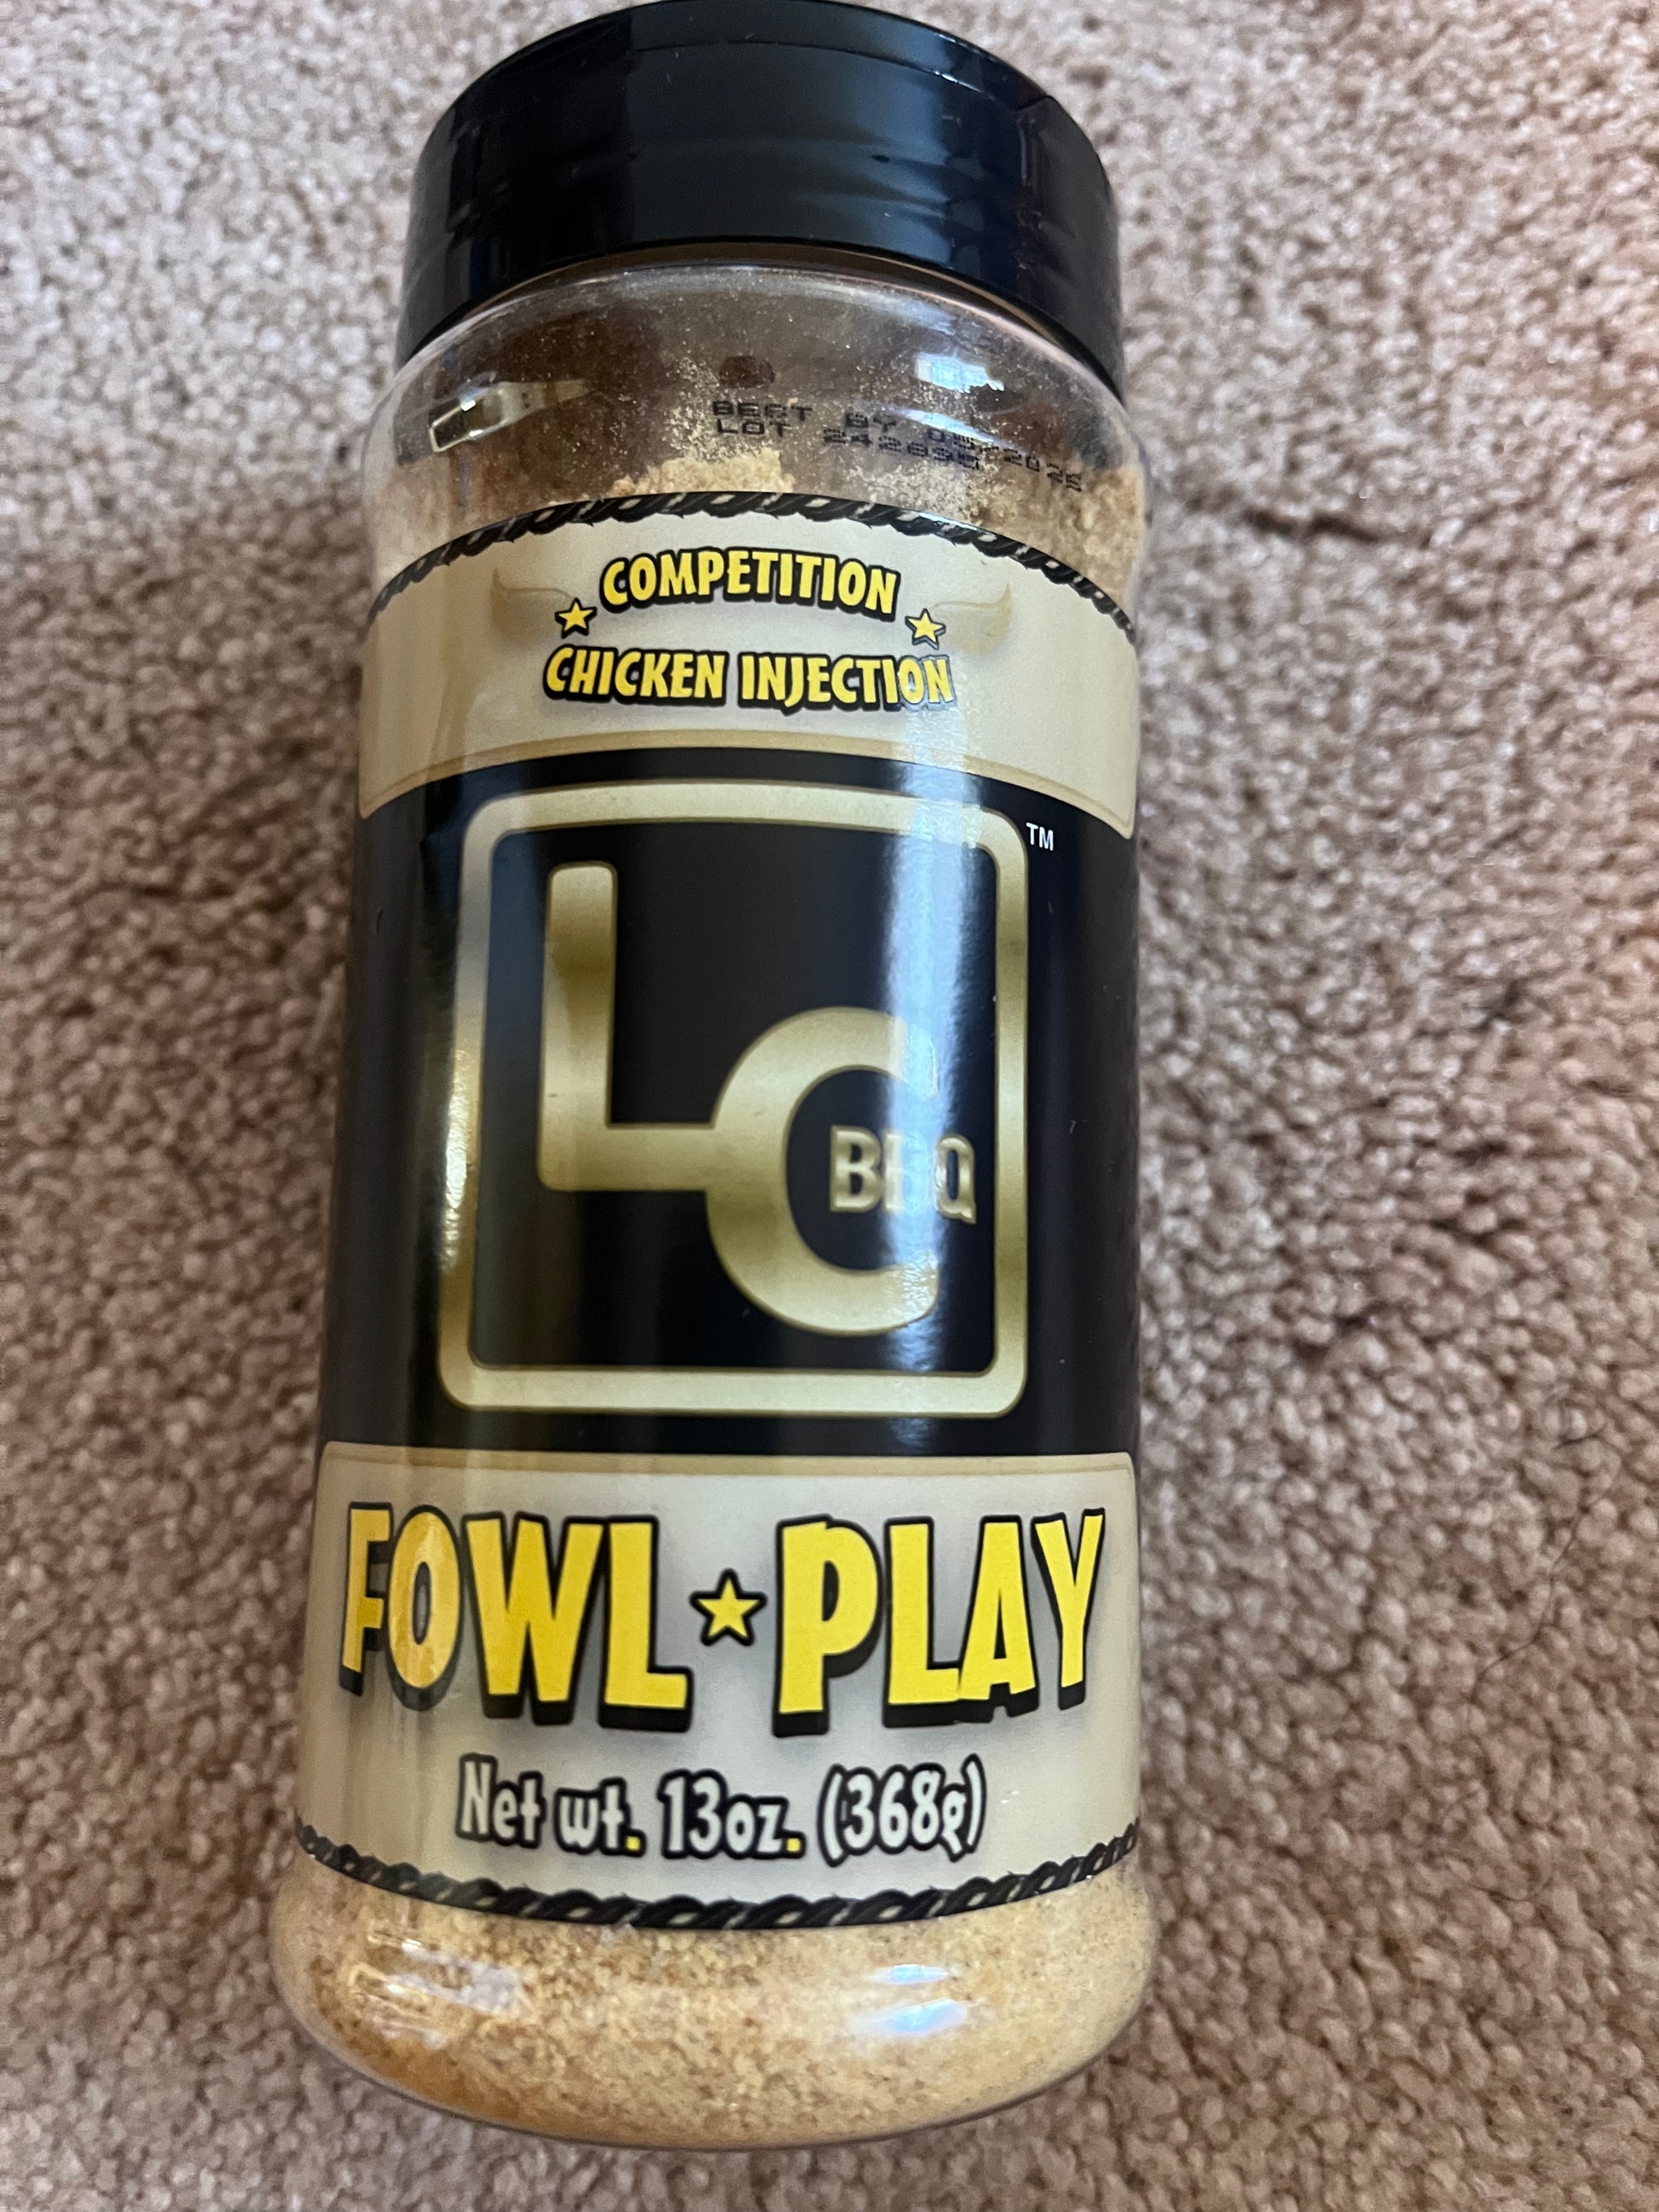 BEST BY
LOT
COMPETITION
CHICKEN INJECTION
TM
LC
BBQ
FOWL PLAY
Net wt. 13oz. (368g)